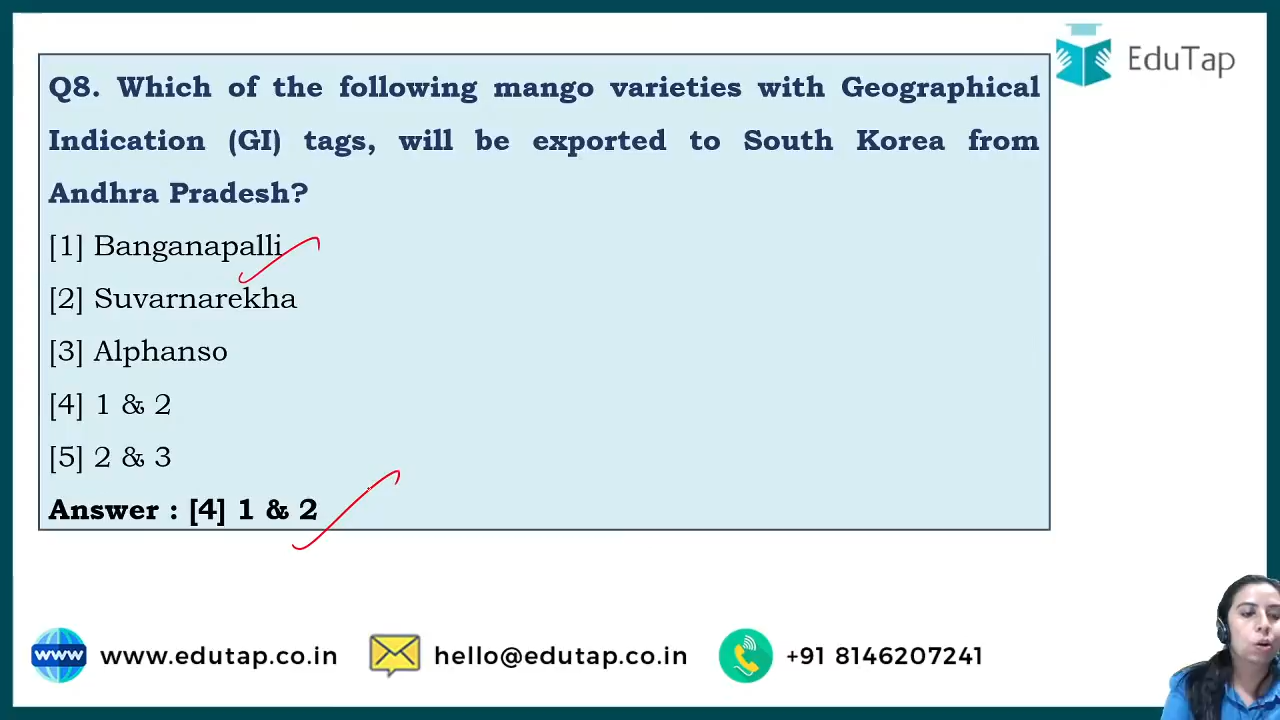 EduTap
Q8. Which of the following mango varieties with Geographical
Indication (GI) tags, will be exported to South Korea from
Andhra Pradesh?
[1] Banganapalli
[2] Suvarnarekha
[3] Alphanso
[4] 1 & 2
[5] 2 & 3
Answer : [4] 1 & 2
www www.edutap.co.in hello@edutap.co.in +91 8146207241